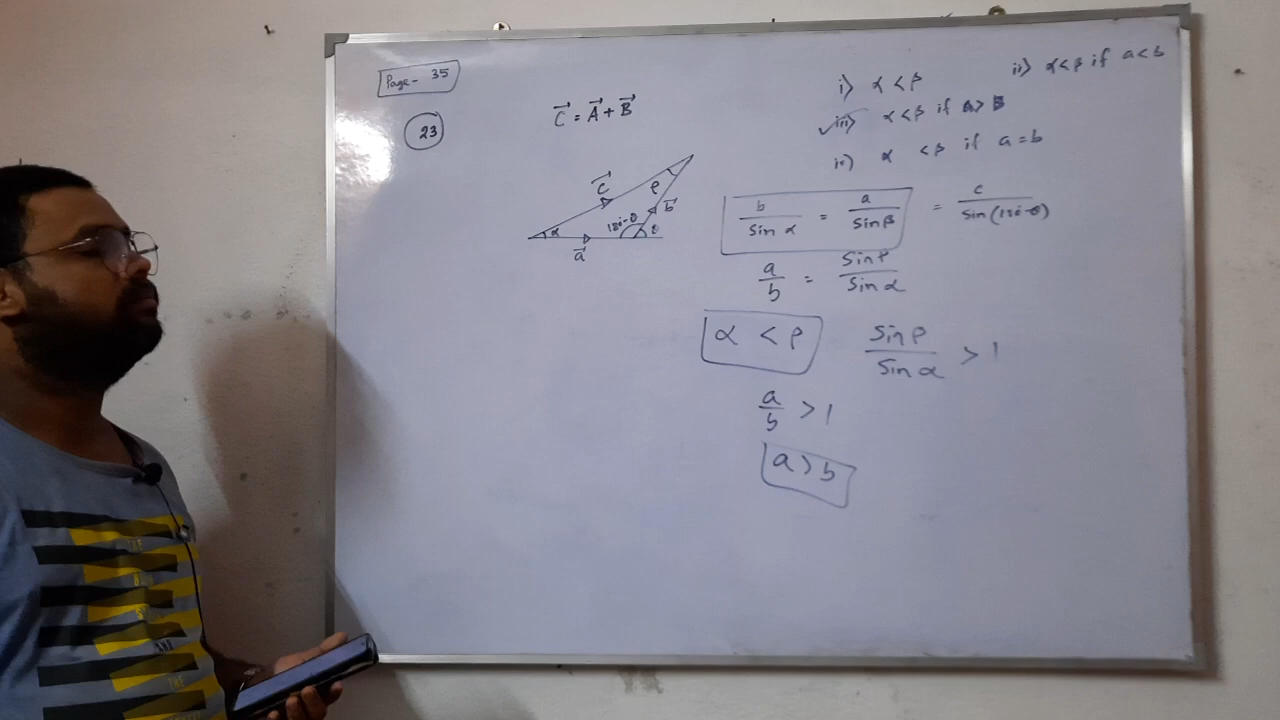 Page - 35
23
C⃗ = A⃗ + B⃗
i) α < β
ii) α < β if a < b
iii) α < β if A > B
iv) α < β if a = b
c⃗
β
b⃗
α
180-θ
θ
a⃗
b/sin α = a/sin β = c/sin(180-θ)
a/b = sin β/sin α
α < β sin β/sin α > 1
a/b > 1
a > b